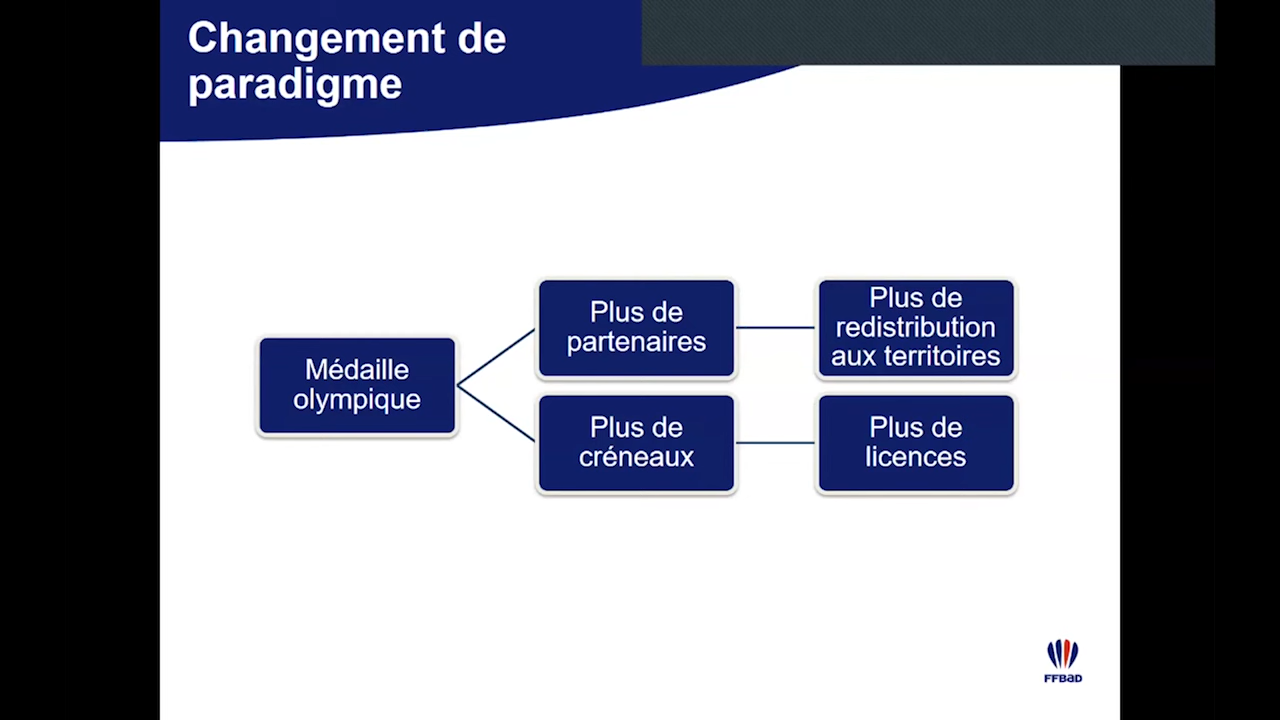 Changement de
paradigme
Médaille
olympique
Plus de
partenaires
Plus de
redistribution
aux territoires
Plus de
créneaux
Plus de
licences
FFBaD